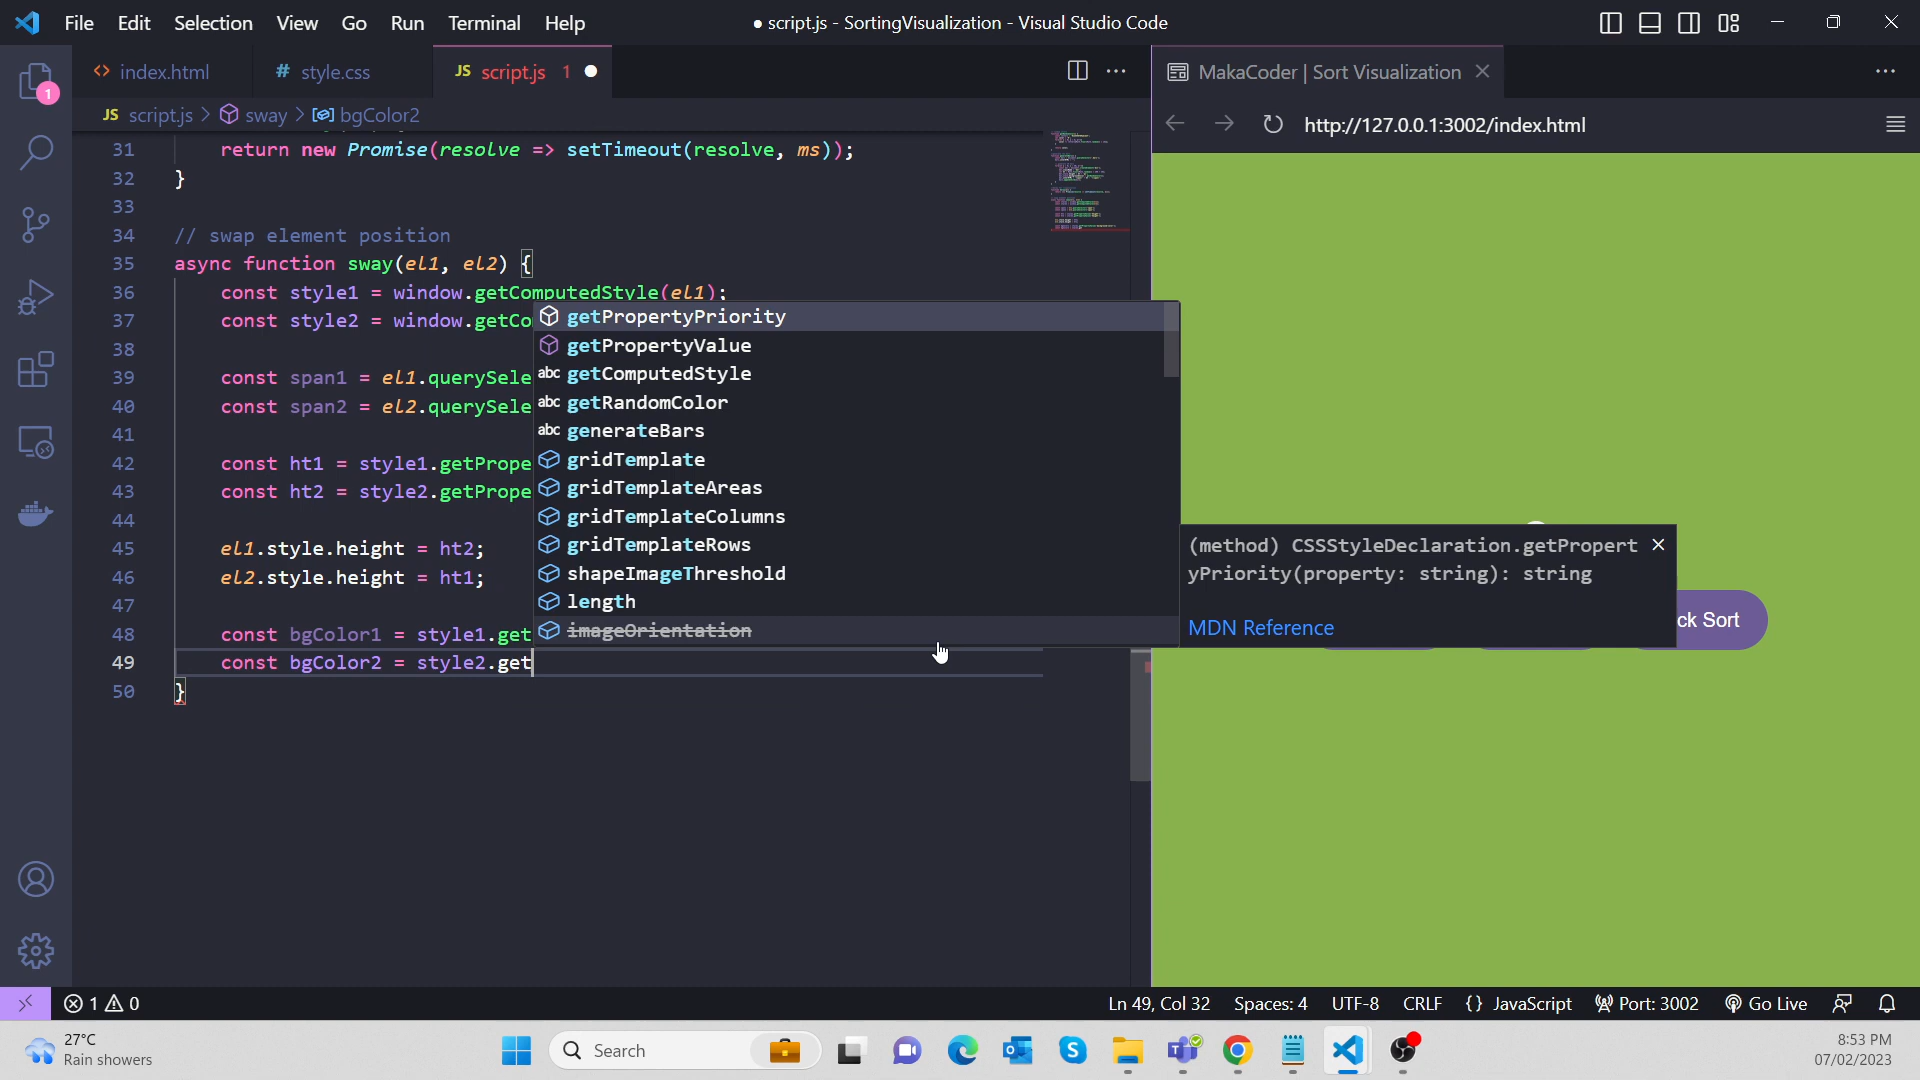 File Edit Selection View Go Run Terminal Help
● script.js - SortingVisualization - Visual Studio Code
<> index.html
# style.css
JS script.js 1
MakaCoder | Sort Visualization
JS script.js > sway > bgColor2
http://127.0.0.1:3002/index.html
1
31 return new Promise(resolve => setTimeout(resolve, ms));
32 }
33
34 // swap element position
35 async function sway(el1, el2) {
36 const style1 = window.getComputedStyle(el1);
37 const style2 = window.getCo
38
39 const span1 = el1.querySele
40 const span2 = el2.querySele
41
42 const ht1 = style1.getPrope
43 const ht2 = style2.getPrope
44
45 el1.style.height = ht2;
46 el2.style.height = ht1;
47
48 const bgColor1 = style1.get
49 const bgColor2 = style2.get
50 }
getPropertyPriority
getPropertyValue
abc getComputedStyle
abc getRandomColor
abc generateBars
gridTemplate
gridTemplateAreas
gridTemplateColumns
gridTemplateRows
shapeImageThreshold
length
imageOrientation
(method) CSSStyleDeclaration.getPropert
yPriority(property: string): string
MDN Reference
ck Sort
1 0
Ln 49, Col 32 Spaces: 4 UTF-8 CRLF {} JavaScript Port: 3002 Go Live
27°C
Rain showers
Search
8:53 PM
07/02/2023